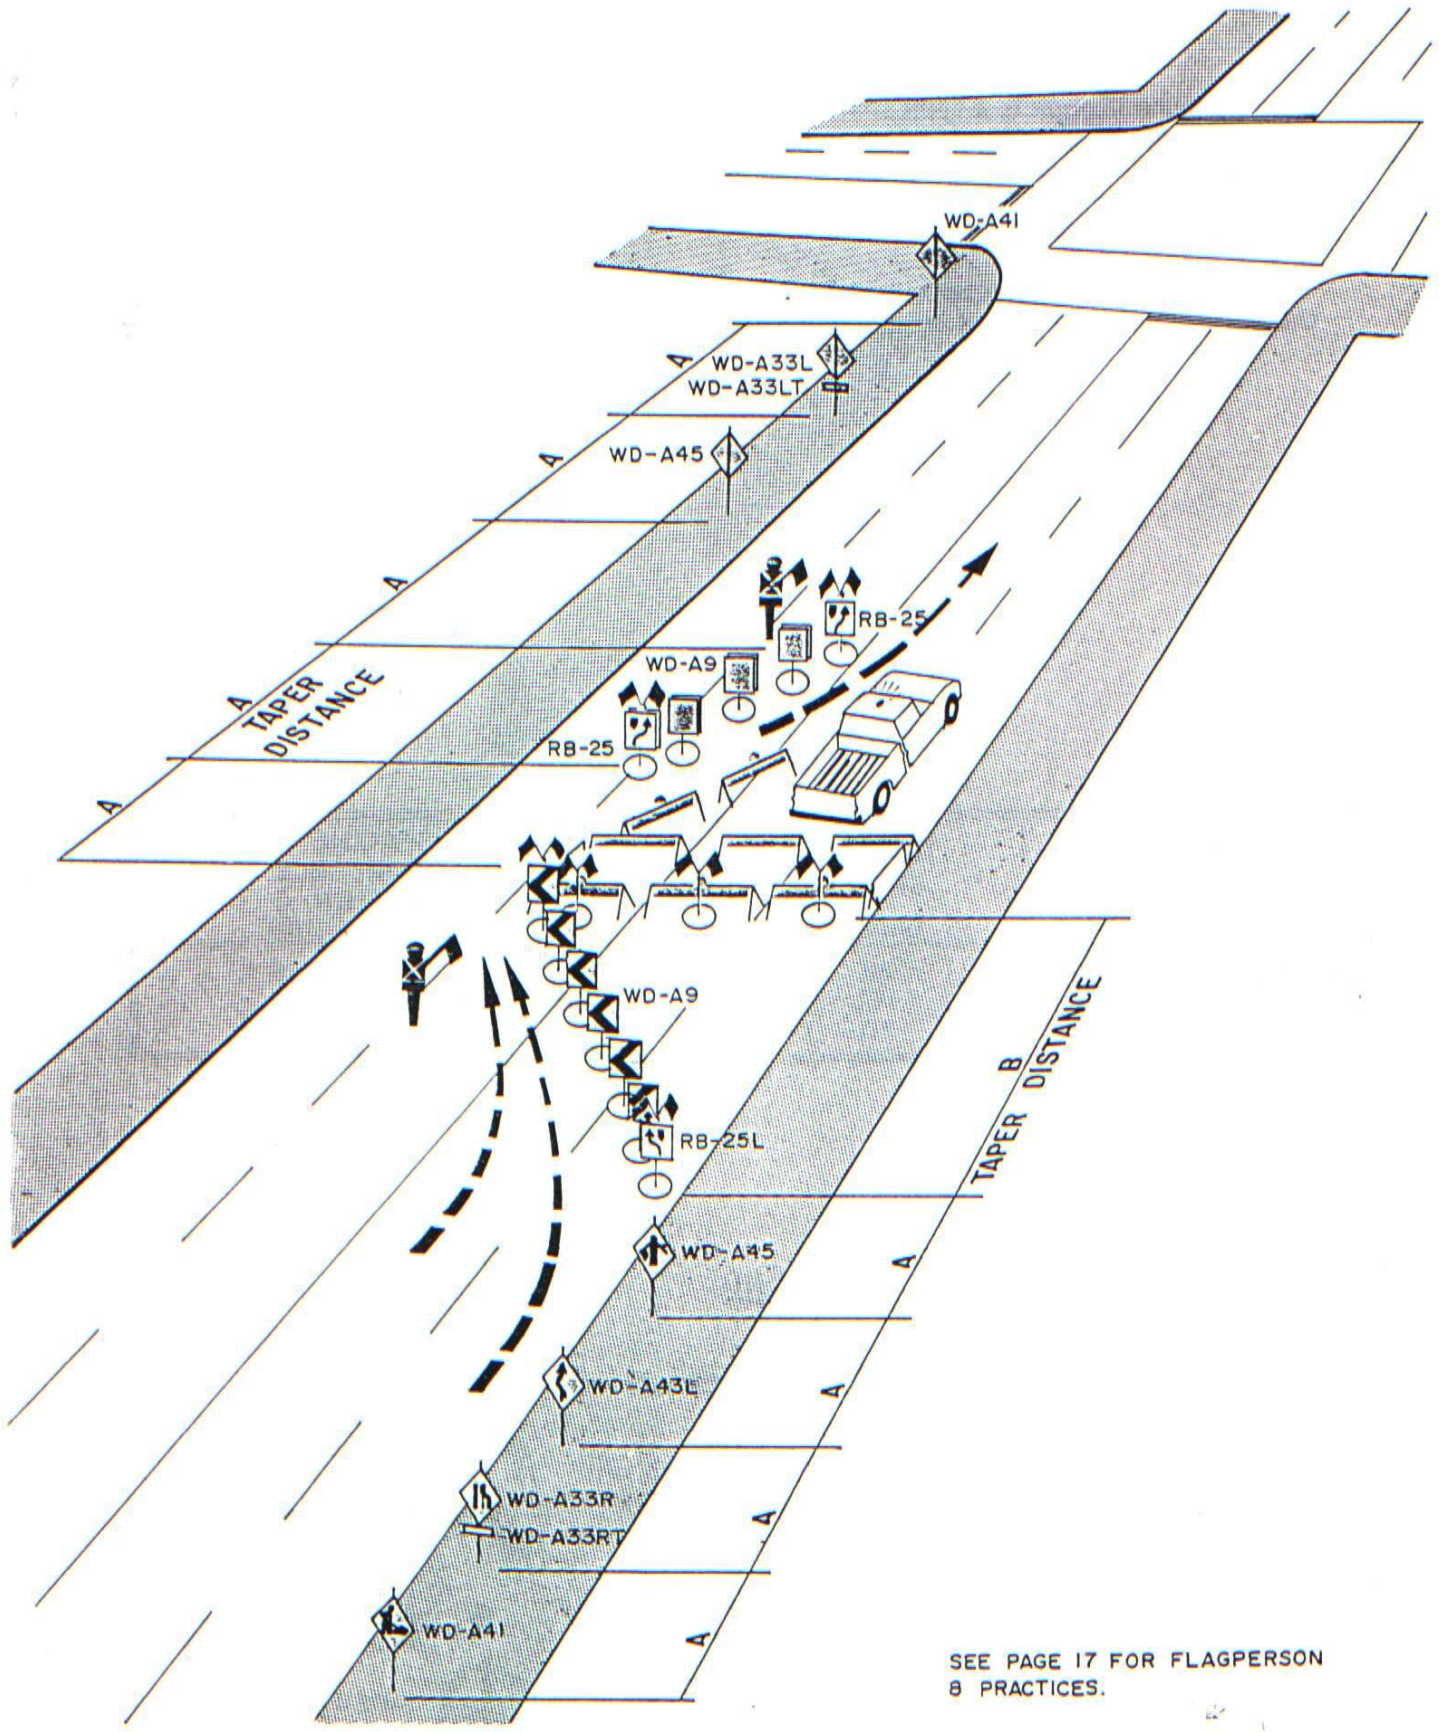 WD-A41
A
WD-A33L
WD-A33LT
A
WD-A45
A
RB-25
WD-A9
A
TAPER
DISTANCE
RB-25
A
WD-A9
TAPER B DISTANCE
RB-25L
WD-A45
A
WD-A43L
A
WD-A33R
WD-A33RT
A
WD-A41
A
SEE PAGE 17 FOR FLAGPERSON
8 PRACTICES.